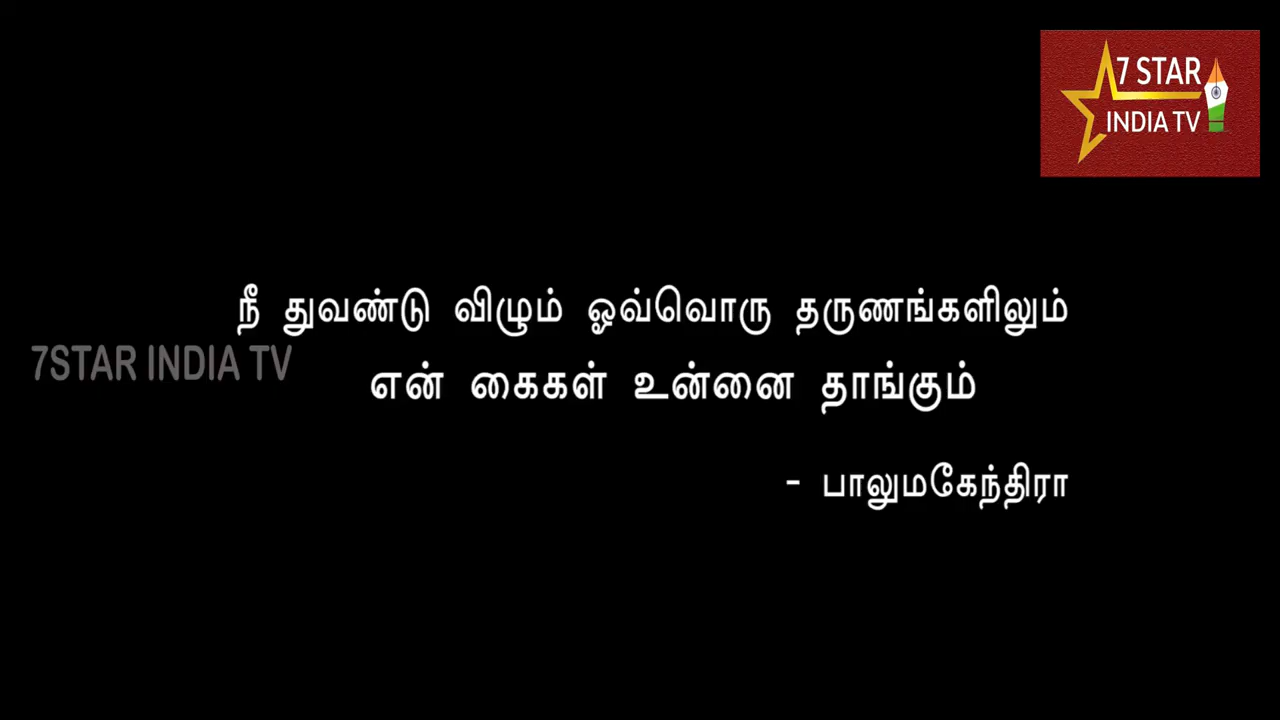 7 STAR
INDIA TV
நீ துவண்டு விழும் ஒவ்வொரு தருணங்களிலும்
7STAR INDIA TV
என் கைகள் உன்னை தாங்கும்
- பாலுமகேந்திரா